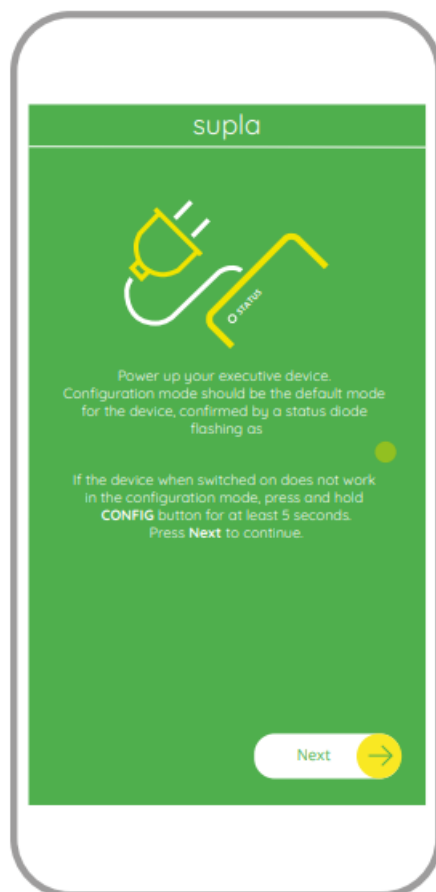 supla
STATUS
Power up your executive device.
Configuration mode should be the default mode
for the device, confirmed by a status diode
flashing as
If the device when switched on does not work
in the configuration mode, press and hold
CONFIG button for at least 5 seconds.
Press Next to continue.
Next